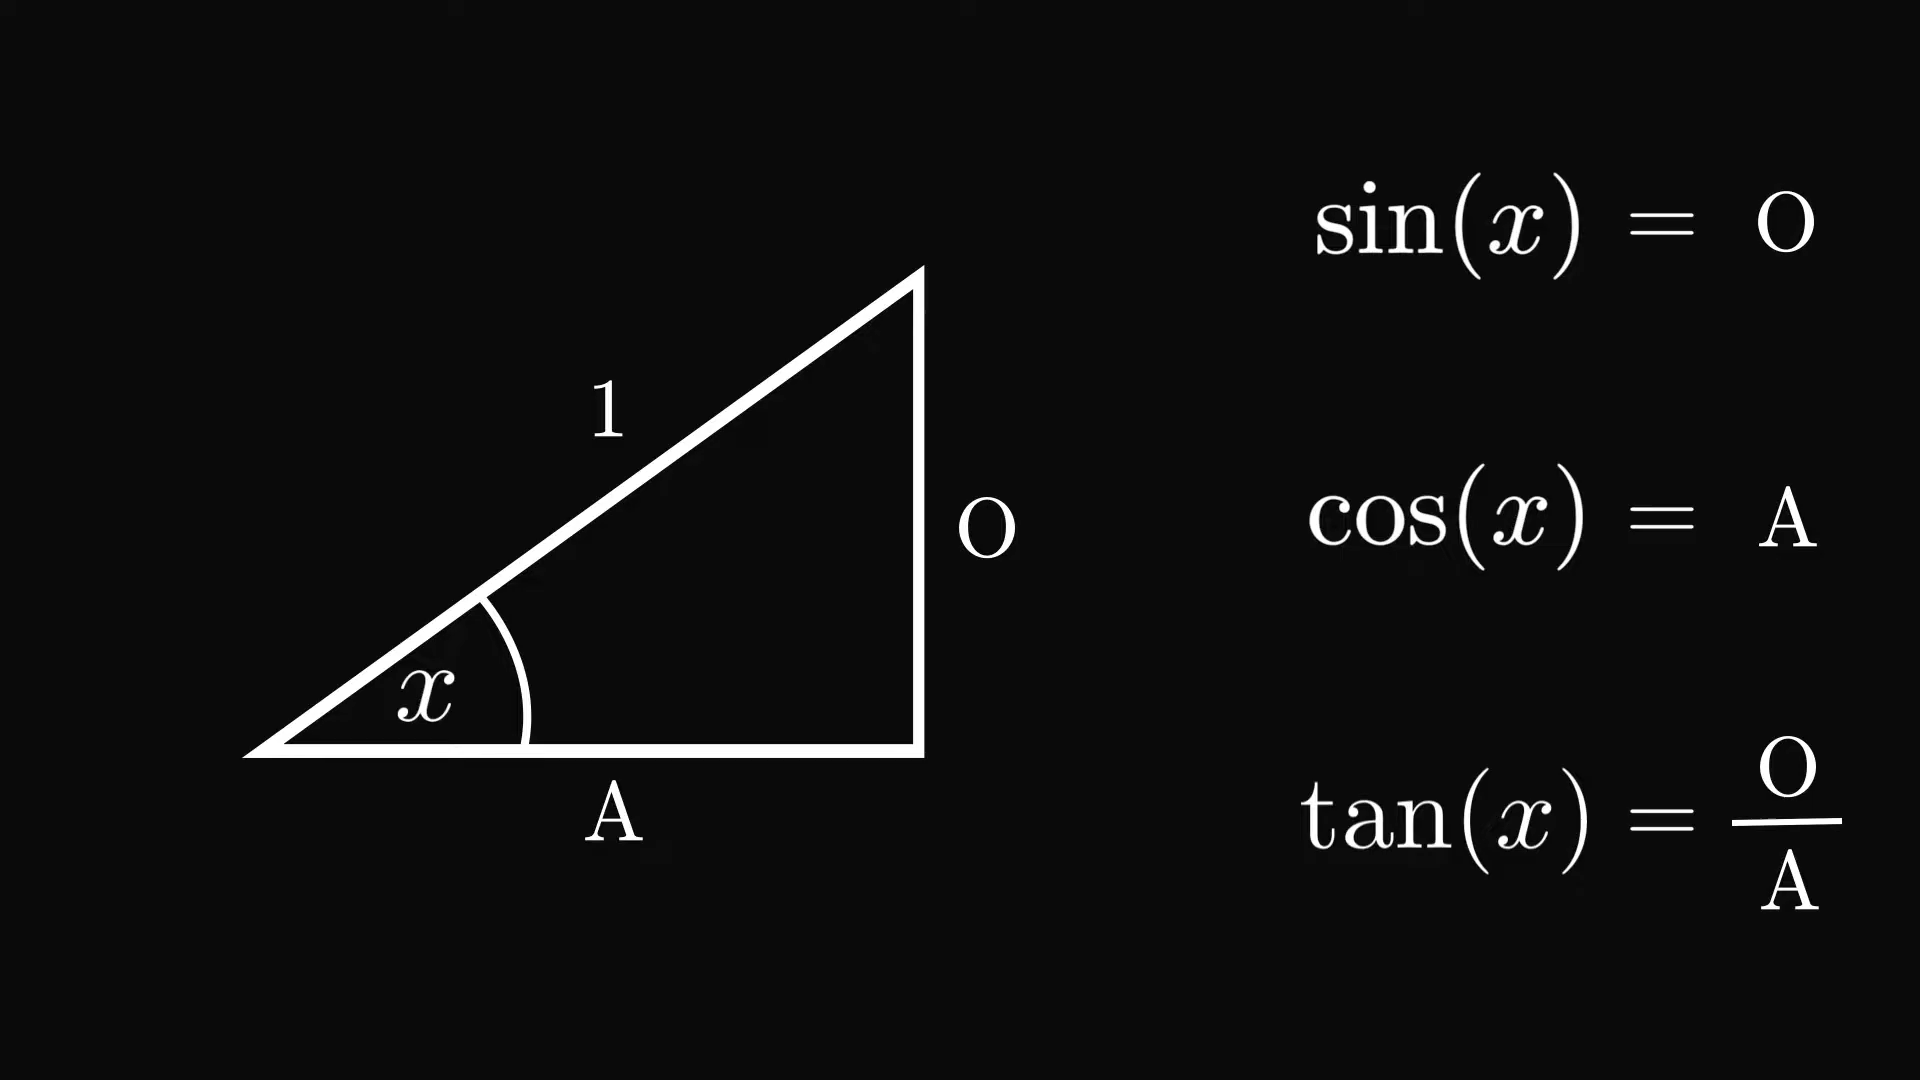 1
O
x
A
sin(x) = O
cos(x) = A
tan(x) = O/A